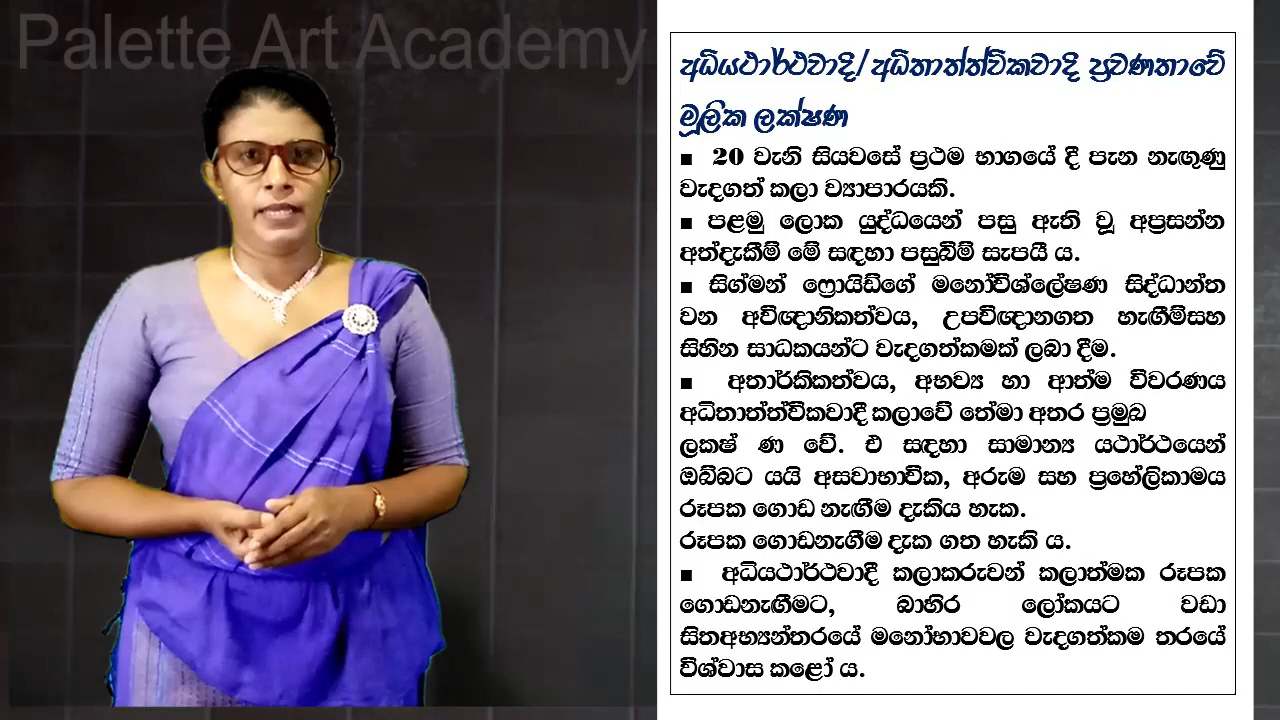 Palette Art Academy
අධියථාර්ථවාදි/අධිතාත්ත්විකවාදි ප්‍රවණතාවේ
මූලික ලක්ෂණ
■ 20 වැනි සියවසේ ප්‍රථම භාගයේ දී පැන නැඟුණු
වැදගත් කලා ව්‍යාපාරයකි.
■ පළමු ලොක යුද්ධයෙන් පසු ඇති වූ අප්‍රසන්න
අත්දැකීම් මේ සඳහා පසුබිම් සැපයී ය.
■ සිග්මන් ෆ්‍රොයිඩ්ගේ මනෝවිශ්ලේෂණ සිද්ධාන්ත
වන අවිඥානිකත්වය, උපවිඥානගත හැඟීම්සහ
සිහින සාධකයන්ට වැදගත්කමක් ලබා දීම.
■ අතාර්කිකත්වය, අභව්‍ය හා ආත්ම විවරණය
අධිතාත්ත්විකවාදී කලාවේ තේමා අතර ප්‍රමුඛ
ලකෂ් ණ වේ. එ සඳහා සාමාන්‍ය යථාර්ථයෙන්
ඔබ්බට යයි අසවාභාවික, අරුම සහ ප්‍රහේලිකාමය
රූපක ගොඩ නැඟීම දැකිය හැක.
රූපක ගොඩනැගීම දැක ගත හැකි ය.
■ අධියථාර්ථවාදී කලාකරුවන් කලාත්මක රූපක
ගොඩනැඟීමට, බාහිර ලෝකයට වඩා
සිතඅභ්‍යන්තරයේ මනෝභාවවල වැදගත්කම තරයේ
විශ්වාස කළෝ ය.